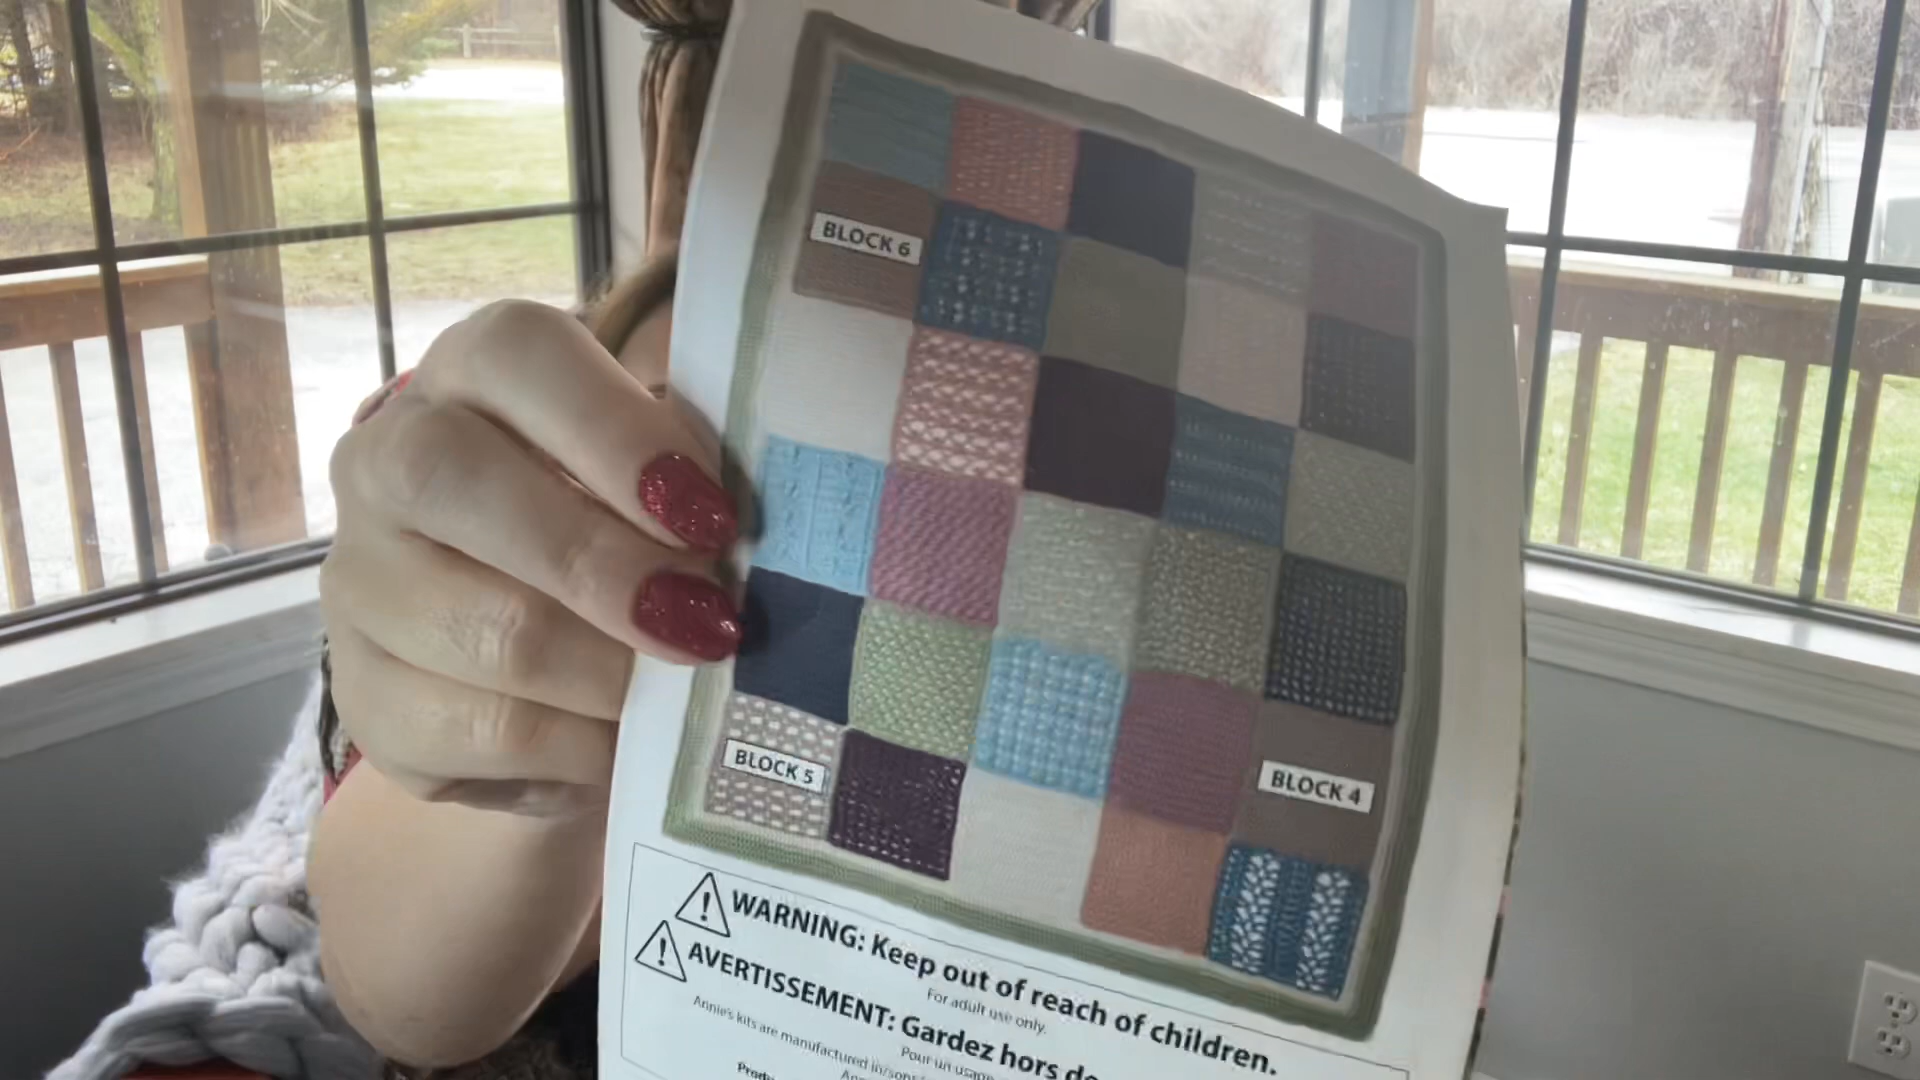 BLOCK 6
BLOCK 5
BLOCK 4
WARNING: Keep out of reach of children.
For adult use only.
AVERTISSEMENT: Gardez hors de
Pour un usage
Annie's kits are manufactured in/sont